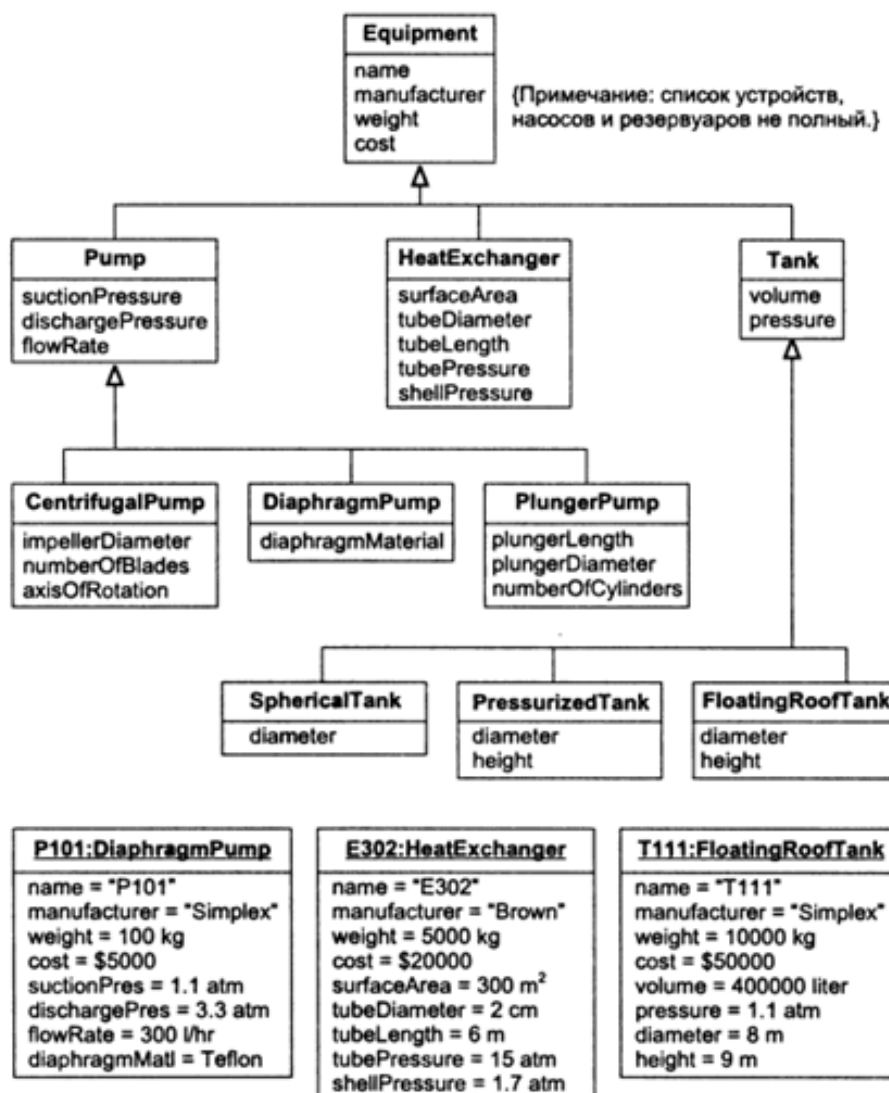 Equipment
name
manufacturer
weight
cost
{Примечание: список устройств,
насосов и резервуаров не полный.}
Pump
suctionPressure
dischargePressure
flowRate
HeatExchanger
surfaceArea
tubeDiameter
tubeLength
tubePressure
shellPressure
Tank
volume
pressure
CentrifugalPump
impellerDiameter
numberOfBlades
axisOfRotation
DiaphragmPump
diaphragmMaterial
PlungerPump
plungerLength
plungerDiameter
numberOfCylinders
SphericalTank
diameter
PressurizedTank
diameter
height
FloatingRoofTank
diameter
height
P101:DiaphragmPump
name = "P101"
manufacturer = "Simplex"
weight = 100 kg
cost = $5000
suctionPres = 1.1 atm
dischargePres = 3.3 atm
flowRate = 300 l/hr
diaphragmMatl = Teflon
E302:HeatExchanger
name = "E302"
manufacturer = "Brown"
weight = 5000 kg
cost = $20000
surfaceArea = 300 m²
tubeDiameter = 2 cm
tubeLength = 6 m
tubePressure = 15 atm
shellPressure = 1.7 atm
T111:FloatingRoofTank
name = "T111"
manufacturer = "Simplex"
weight = 10000 kg
cost = $50000
volume = 400000 liter
pressure = 1.1 atm
diameter = 8 m
height = 9 m